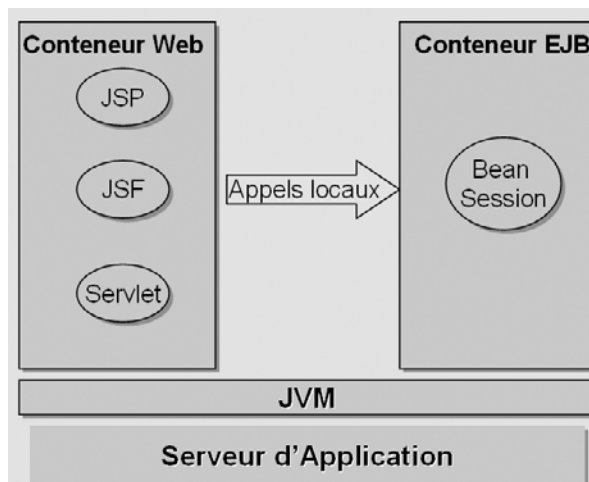 Conteneur Web
JSP
JSF
Servlet
Appels locaux
Conteneur EJB
Bean
Session
JVM
Serveur d'Application